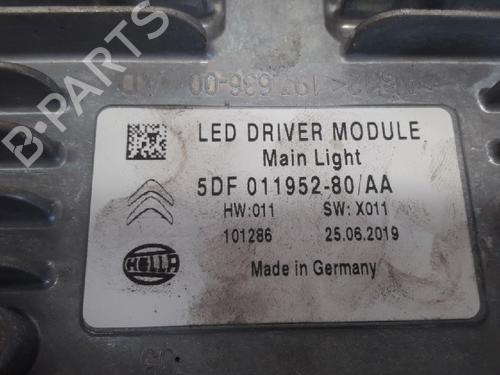 LED DRIVER MODULE
Main Light
5DF 011952-80/AA
HW:011 SW: X011
101286 25.06.2019
HELLA
Made in Germany